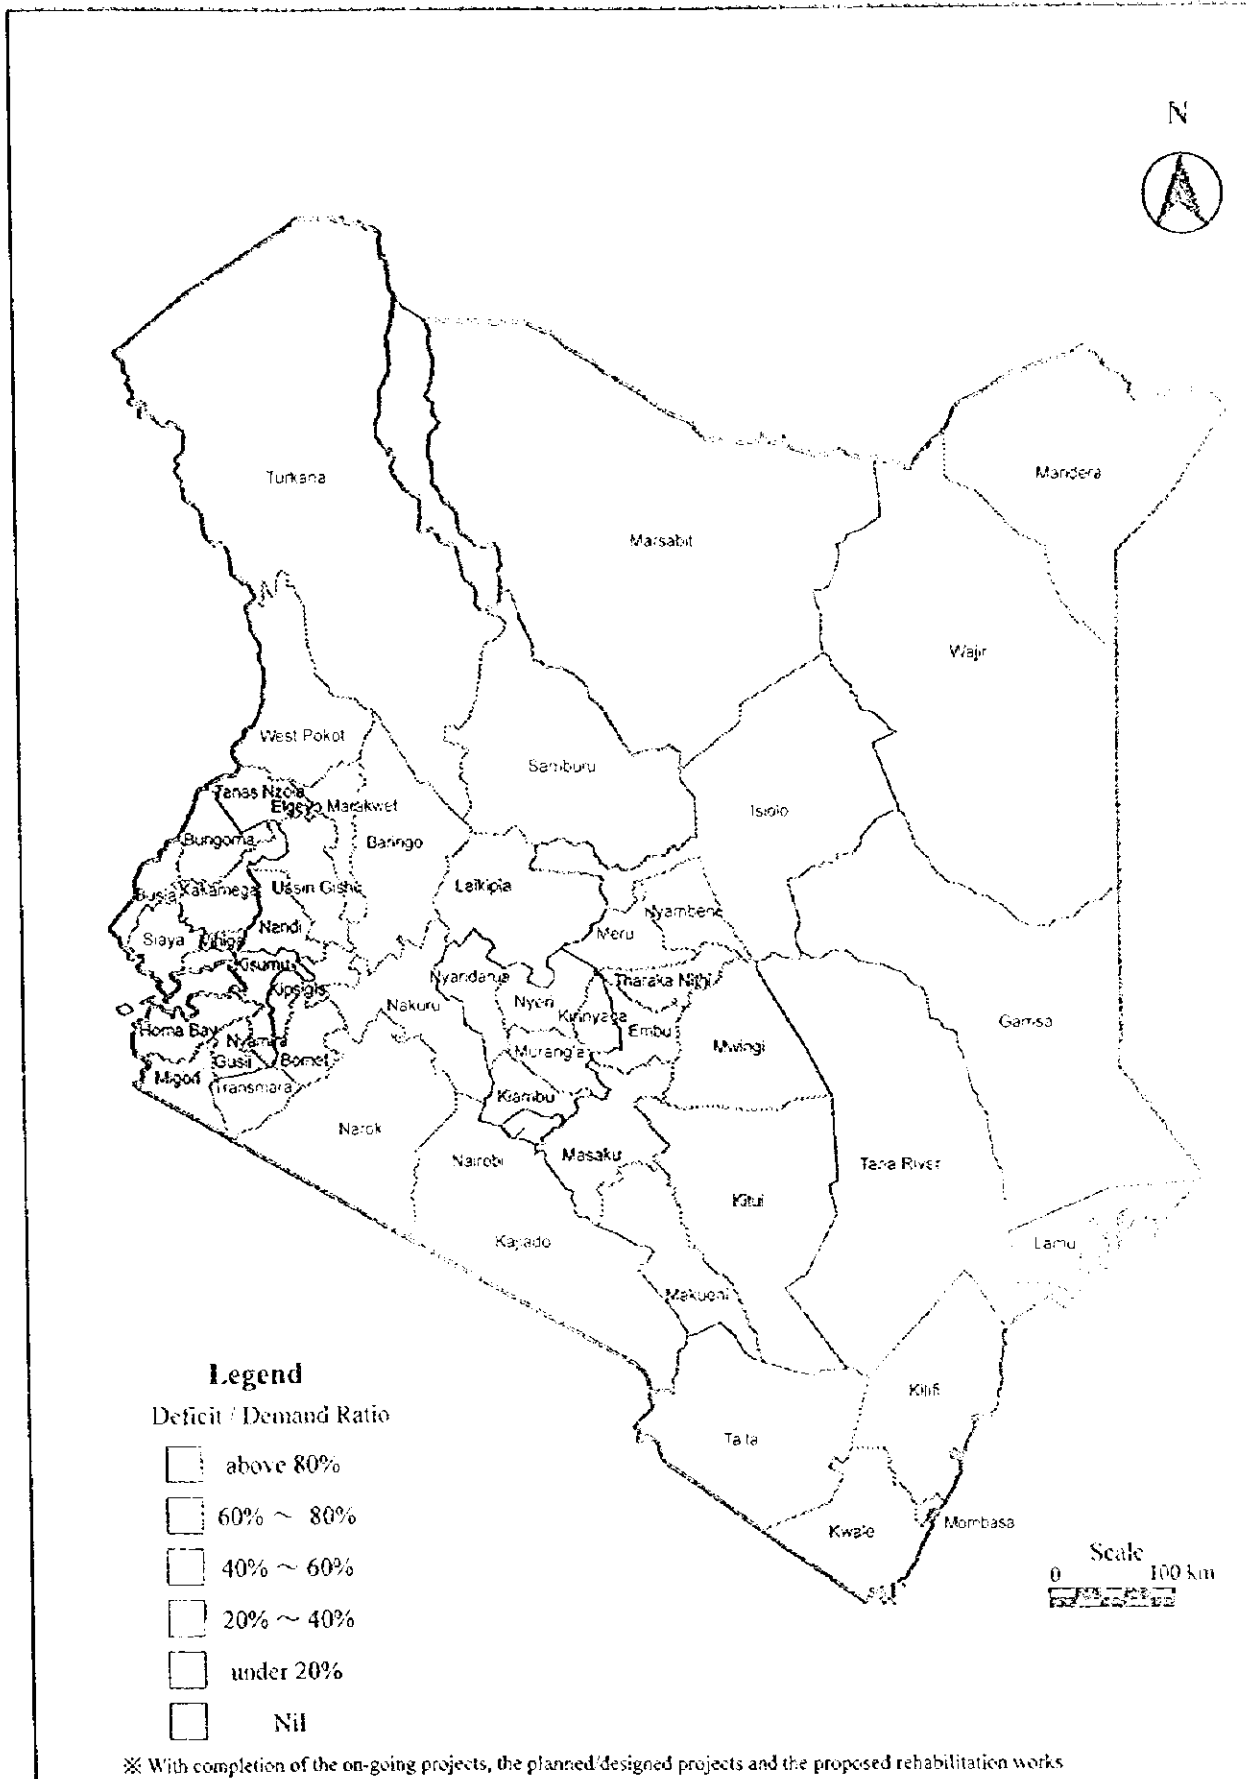 N
Turkana
Mandera
Marsabit
Wajir
West Pokot
Samburu
Tanas Nzoia
Elgeyo Marakwet
Isiolo
Bungoma
Baringo
Busia
Kakamega
Uasin Gishu
Laikipia
Nyambene
Siaya
Vihiga
Nandi
Meru
Kisumu
Nyandarua
Tharaka Nithi
Kipsigis
Nakuru
Nyeri
Kirinyaga
Garissa
Homa Bay
Nyamira
Embu
Mwingi
Gusii
Bomet
Murang'a
Migori
Transmara
Kiambu
Narok
Nairobi
Masaku
Tana River
Kitui
Kajiado
Lamu
Makueni
Legend
Deficit / Demand Ratio
above 80%
60% ~ 80%
40% ~ 60%
20% ~ 40%
under 20%
Nil
Kilifi
Taita
Kwale
Mombasa
Scale
0 100 km
※ With completion of the on-going projects, the planned/designed projects and the proposed rehabilitation works